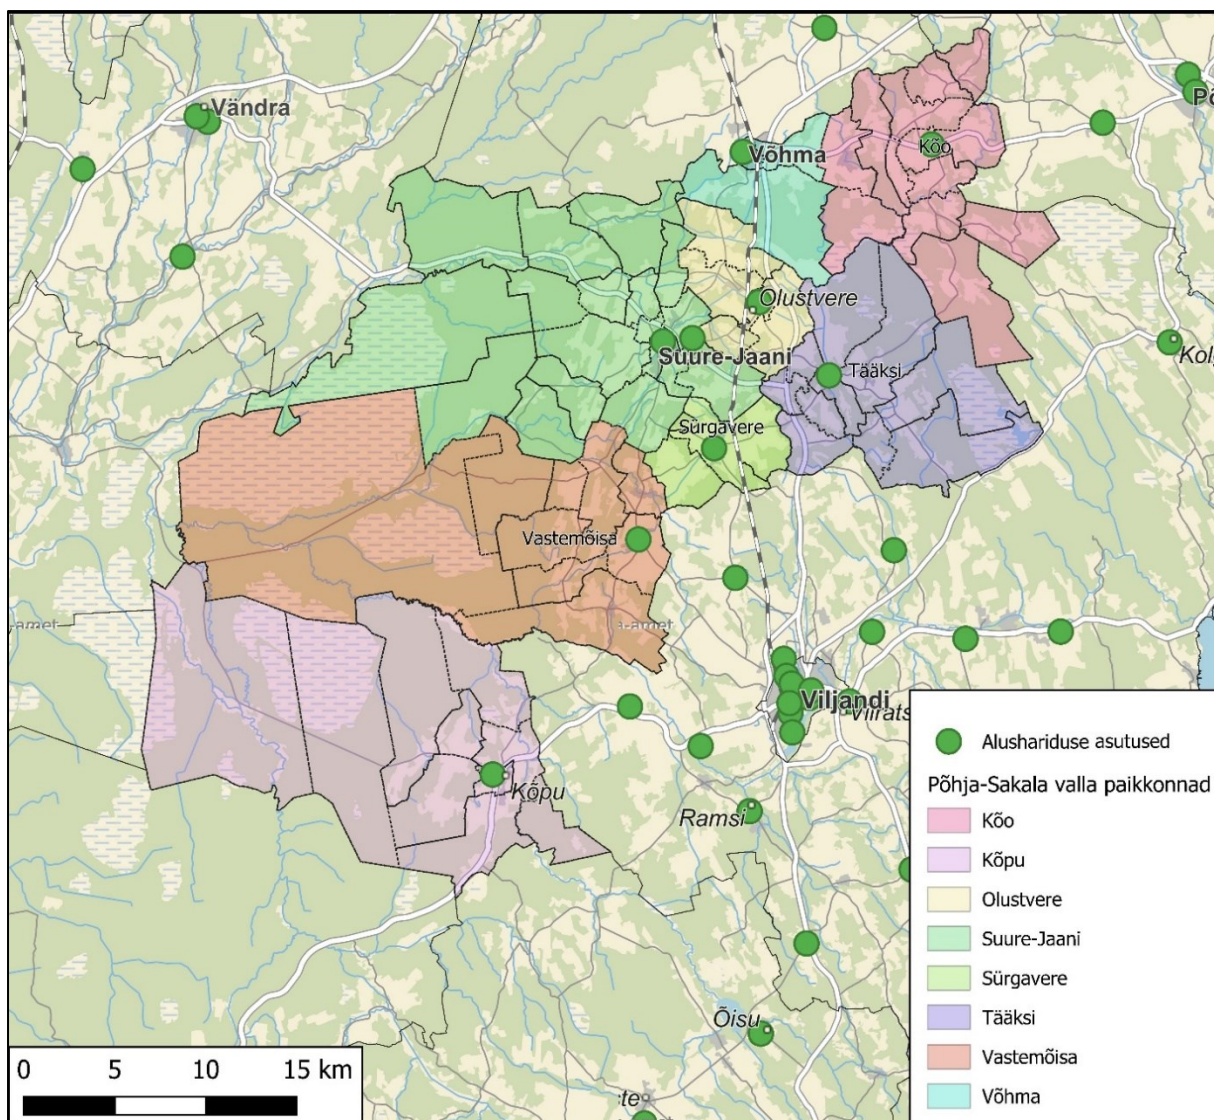 Vändra
Võhma
Kõo
Olustvere
Suure-Jaani
Tääksi
Sürgavere
Vastemõisa
Viljandi
Kõpu
Ramsi
Õisu
Alushariduse asutused
Põhja-Sakala valla paikkonnad
Kõo
Kõpu
Olustvere
Suure-Jaani
Sürgavere
Tääksi
Vastemõisa
Võhma
0 5 10 15 km